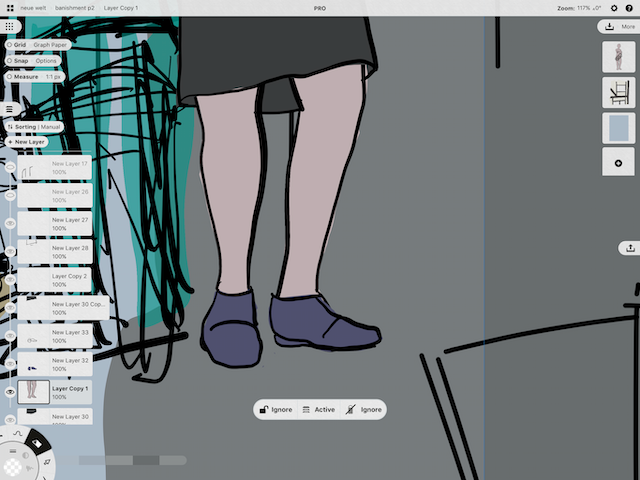 neue welt banishment p2 Layer Copy 1 PRO Zoom: 117% ⦟0°
More
Grid Graph Paper
Snap Options
Measure 1:1 px
Sorting | Manual
+ New Layer
New Layer 17
100%
New Layer 26
100%
New Layer 27
100%
New Layer 28
100%
Layer Copy 2
100%
New Layer 30 Cop...
100%
New Layer 33
100%
New Layer 32
100%
Layer Copy 1
100%
New Layer 30
100%
Ignore Active Ignore